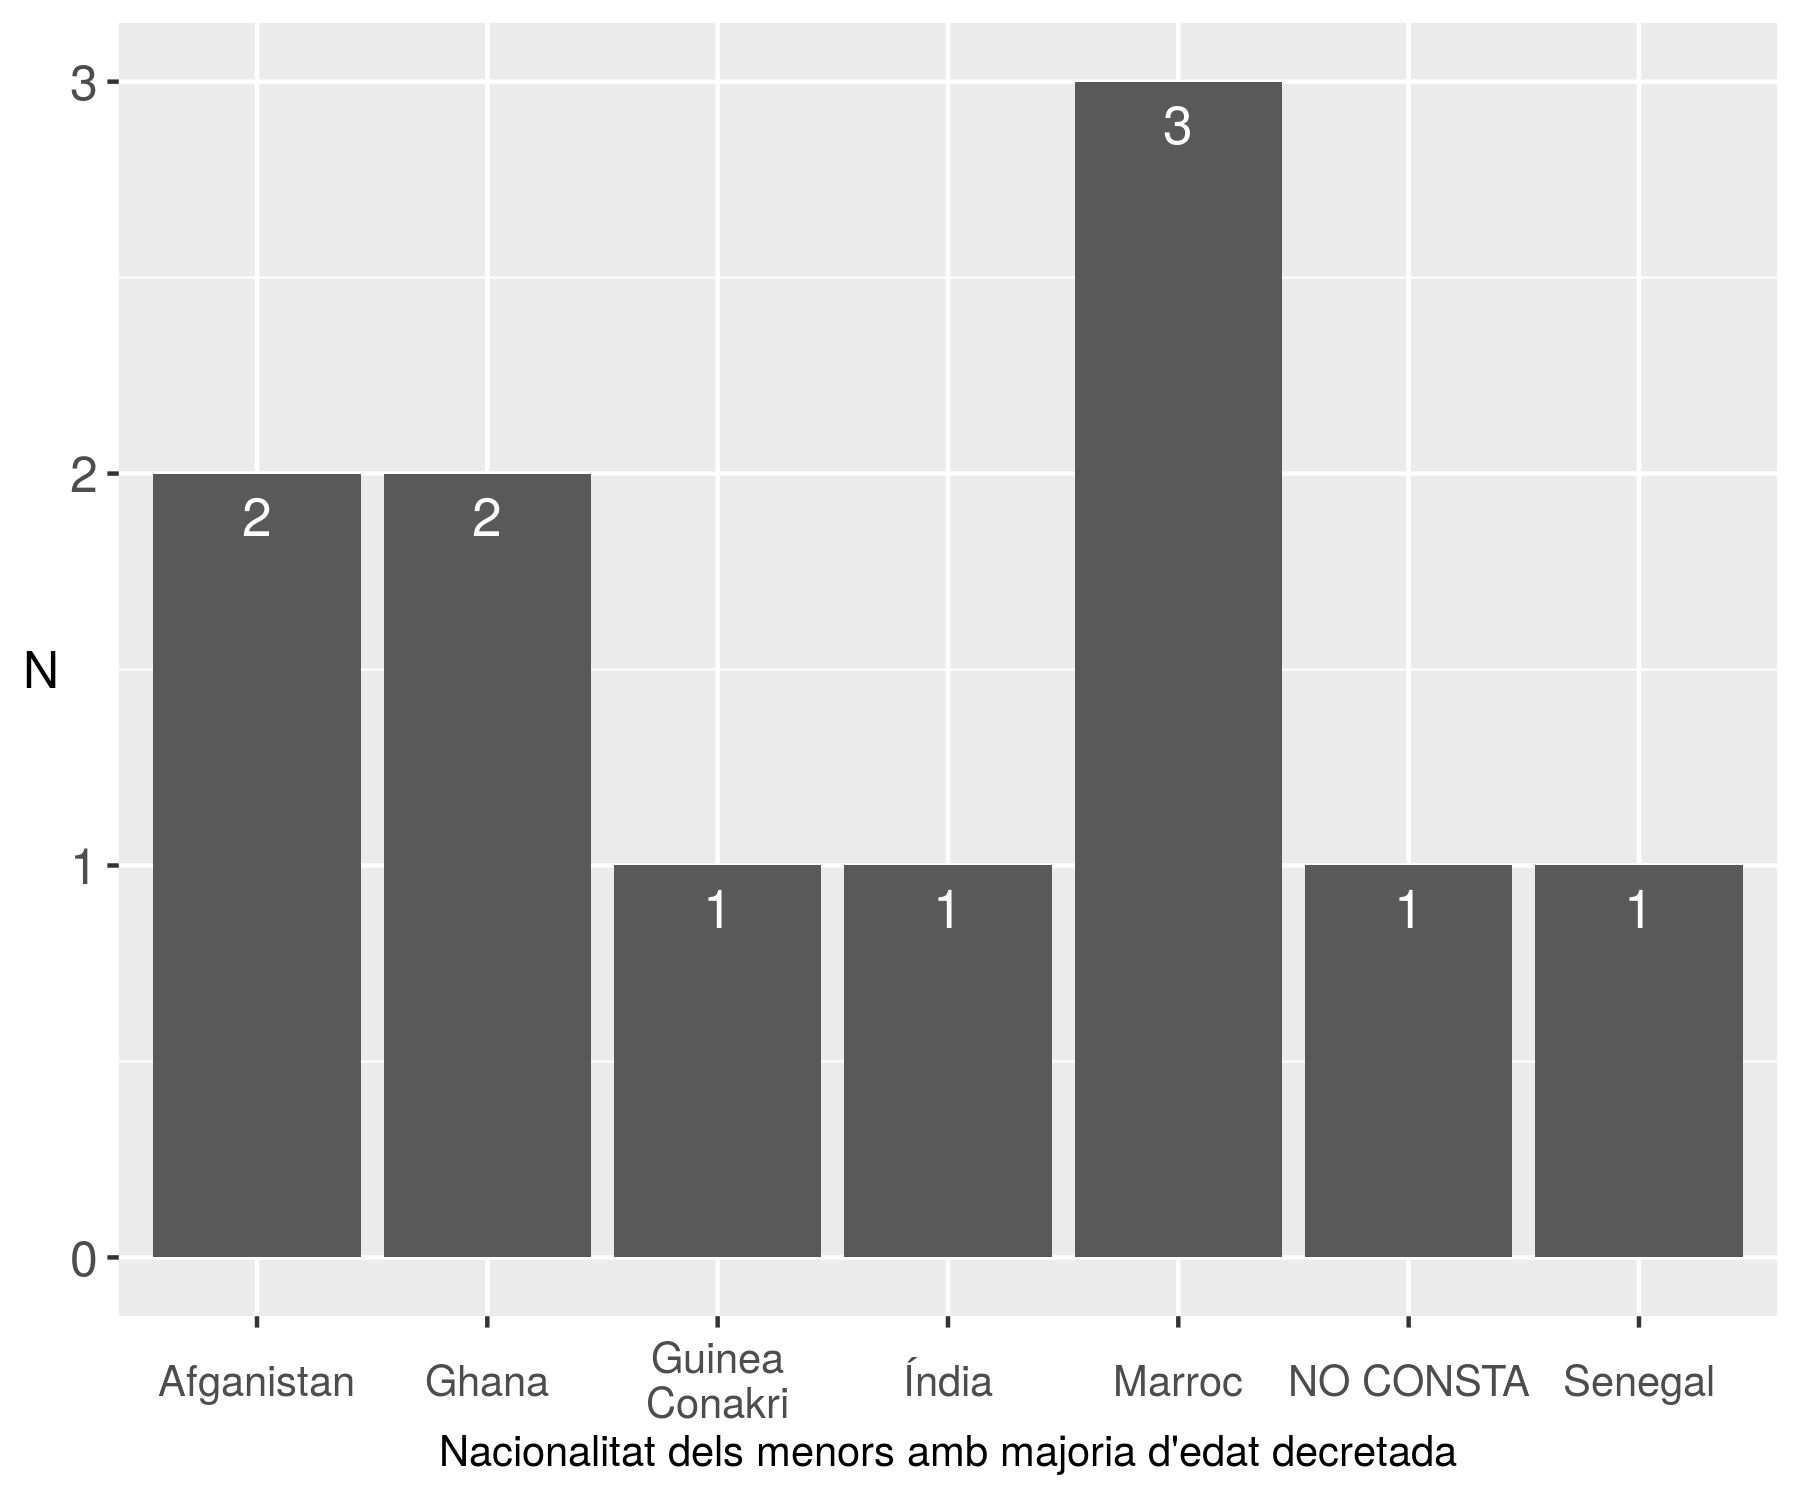 3
2
1
0
N
2
2
1
1
3
1
1
Afganistan
Ghana
Guinea
Conakri
Índia
Marroc
NO CONSTA
Senegal
Nacionalitat dels menors amb majoria d'edat decretada